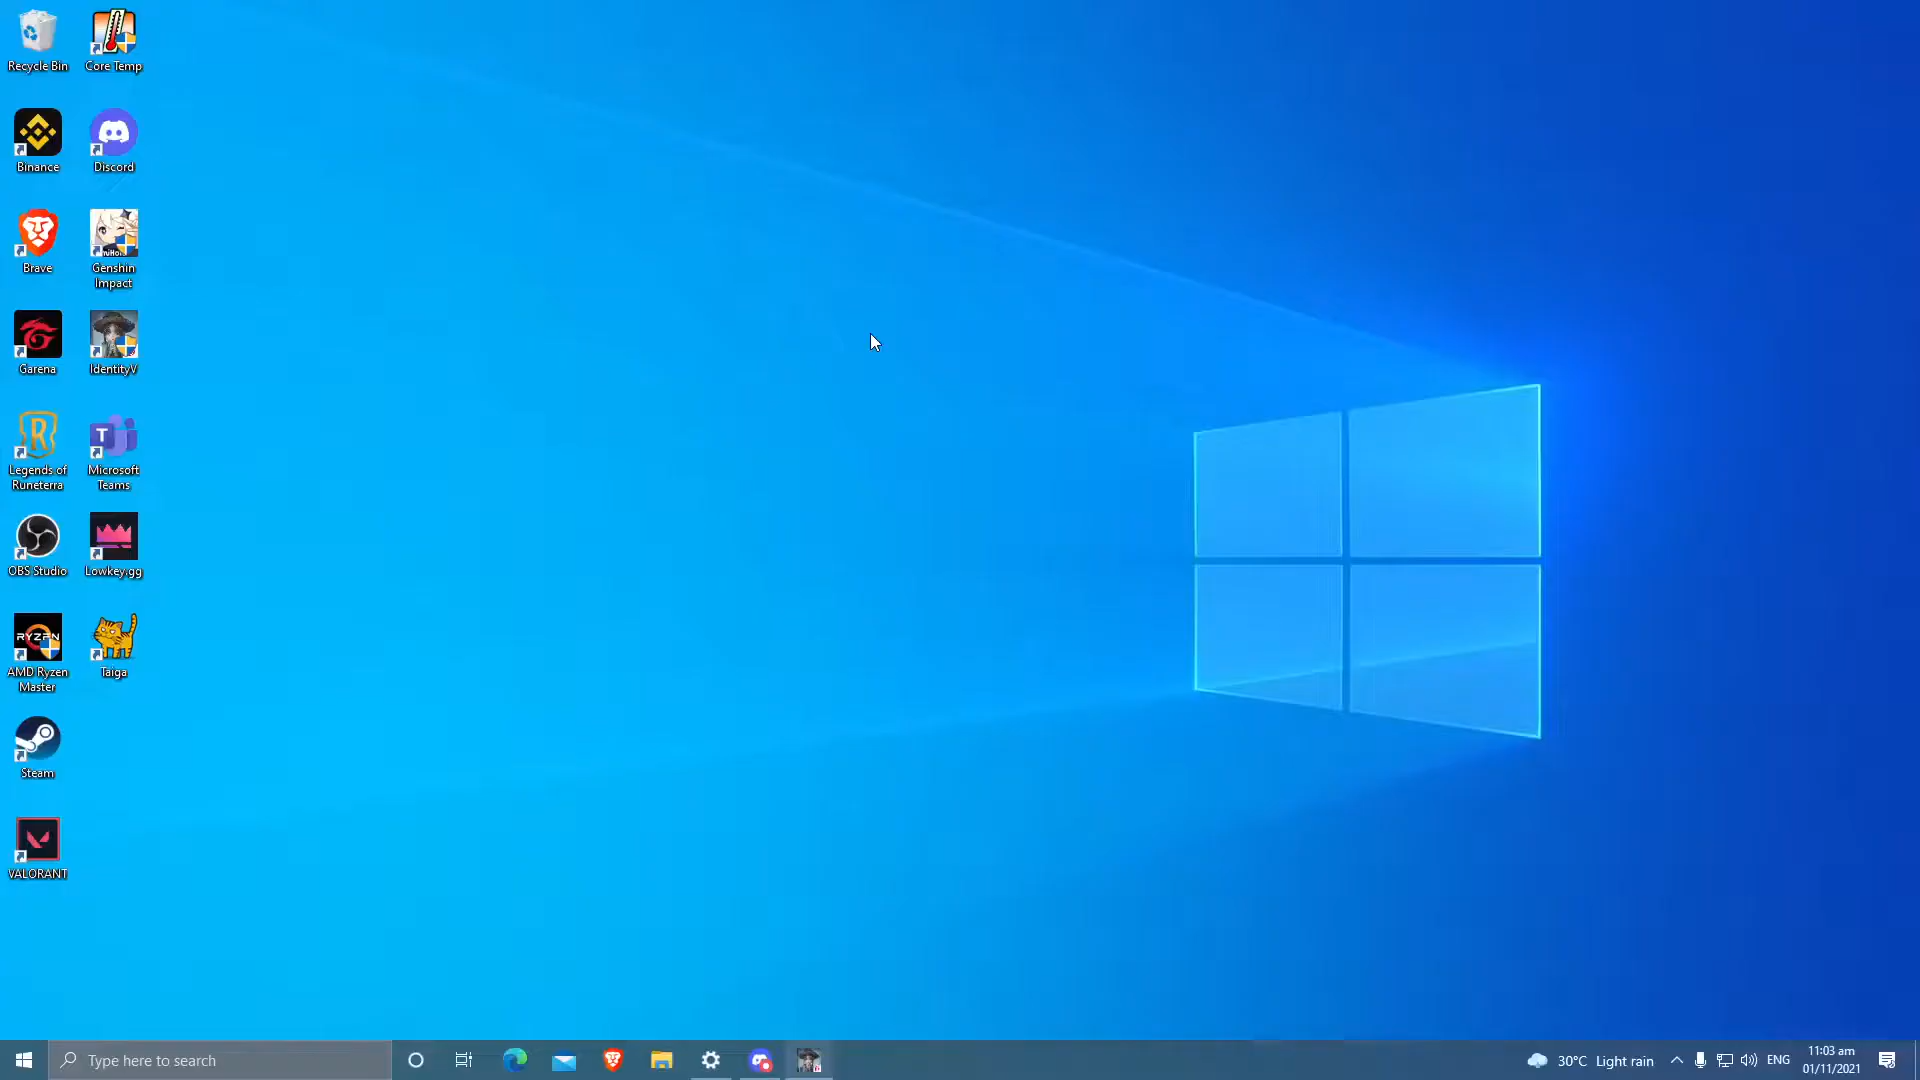 Recycle Bin
Core Temp
Binance
Discord
Brave
Genshin
Impact
Garena
IdentityV
Legends of
Runeterra
Microsoft
Teams
OBS Studio
Lowkey.gg
RYZEN
AMD Ryzen
Master
Taiga
Steam
VALORANT
Type here to search
30°C Light rain
ENG
11:03 am
01/11/2021